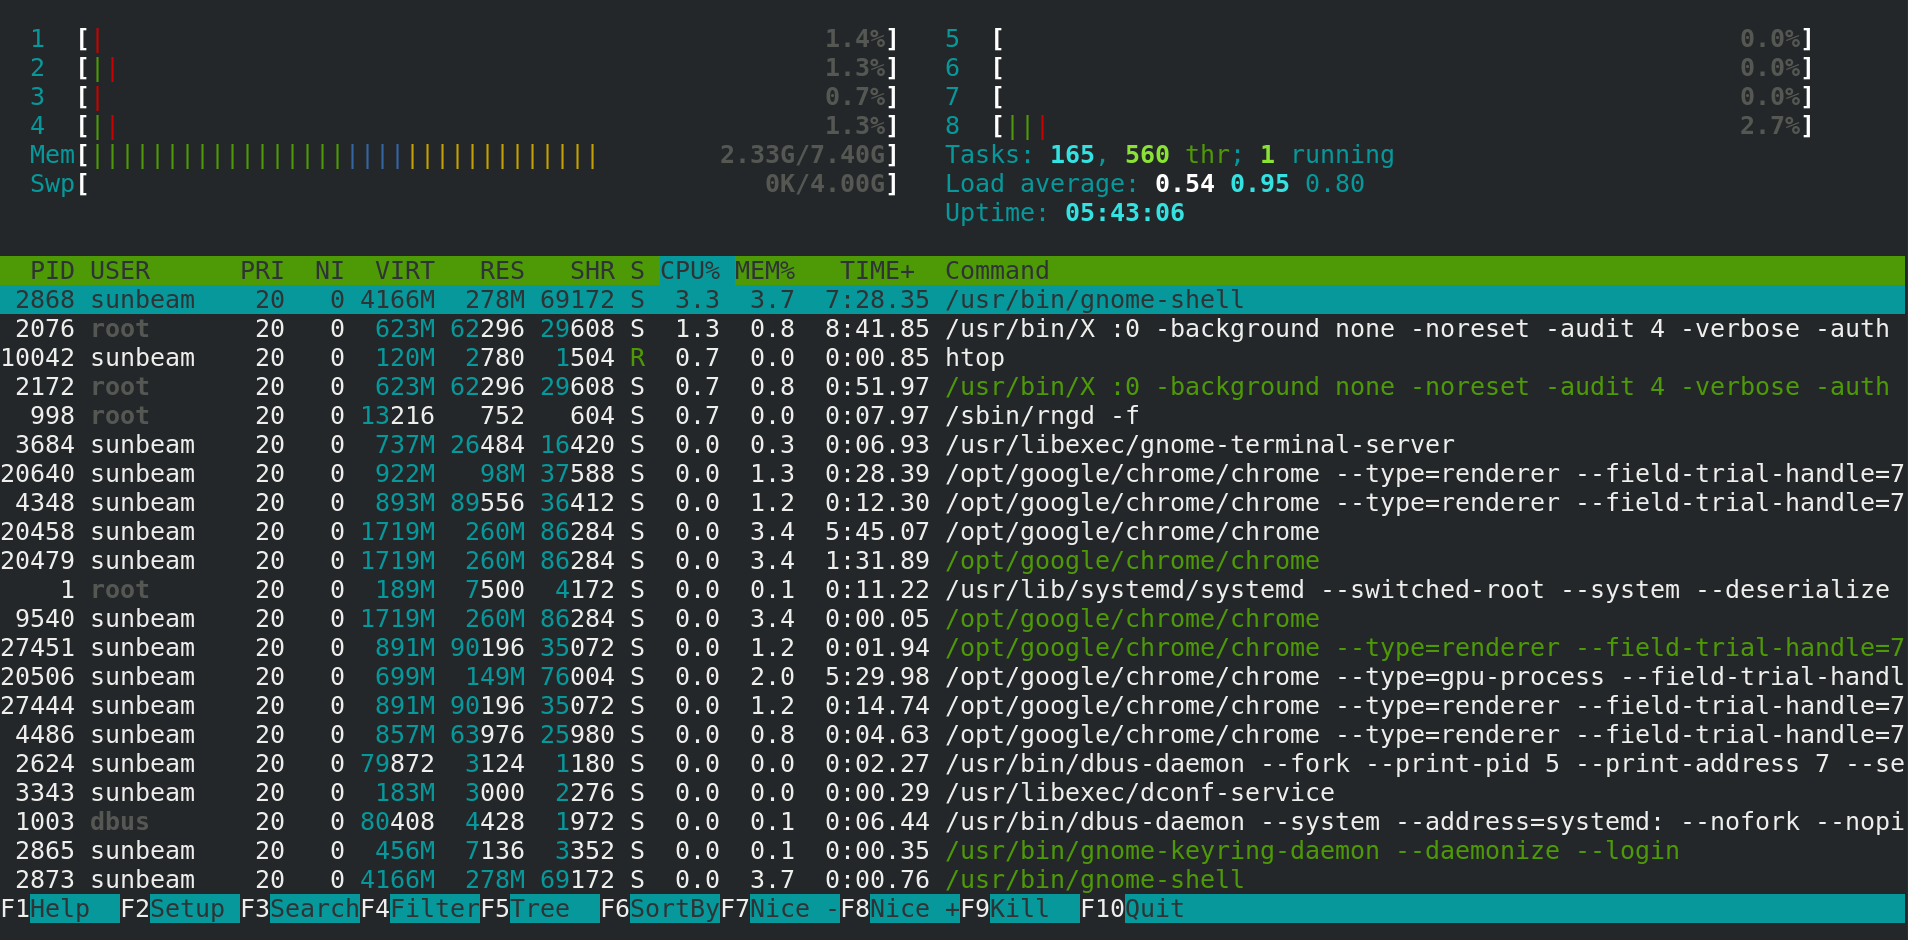 1 [| 1.4%] 5 [ 0.0%]
2 [|| 1.3%] 6 [ 0.0%]
3 [| 0.7%] 7 [ 0.0%]
4 [|| 1.3%] 8 [||| 2.7%]
Mem[|||||||||||||||||||||||||||||||||| 2.33G/7.40G] Tasks: 165, 560 thr; 1 running
Swp[ 0K/4.00G] Load average: 0.54 0.95 0.80
Uptime: 05:43:06
PID USER PRI NI VIRT RES SHR S CPU% MEM% TIME+ Command
2868 sunbeam 20 0 4166M 278M 69172 S 3.3 3.7 7:28.35 /usr/bin/gnome-shell
2076 root 20 0 623M 62296 29608 S 1.3 0.8 8:41.85 /usr/bin/X :0 -background none -noreset -audit 4 -verbose -auth
10042 sunbeam 20 0 120M 2780 1504 R 0.7 0.0 0:00.85 htop
2172 root 20 0 623M 62296 29608 S 0.7 0.8 0:51.97 /usr/bin/X :0 -background none -noreset -audit 4 -verbose -auth
998 root 20 0 13216 752 604 S 0.7 0.0 0:07.97 /sbin/rngd -f
3684 sunbeam 20 0 737M 26484 16420 S 0.0 0.3 0:06.93 /usr/libexec/gnome-terminal-server
20640 sunbeam 20 0 922M 98M 37588 S 0.0 1.3 0:28.39 /opt/google/chrome/chrome --type=renderer --field-trial-handle=7
4348 sunbeam 20 0 893M 89556 36412 S 0.0 1.2 0:12.30 /opt/google/chrome/chrome --type=renderer --field-trial-handle=7
20458 sunbeam 20 0 1719M 260M 86284 S 0.0 3.4 5:45.07 /opt/google/chrome/chrome
20479 sunbeam 20 0 1719M 260M 86284 S 0.0 3.4 1:31.89 /opt/google/chrome/chrome
1 root 20 0 189M 7500 4172 S 0.0 0.1 0:11.22 /usr/lib/systemd/systemd --switched-root --system --deserialize
9540 sunbeam 20 0 1719M 260M 86284 S 0.0 3.4 0:00.05 /opt/google/chrome/chrome
27451 sunbeam 20 0 891M 90196 35072 S 0.0 1.2 0:01.94 /opt/google/chrome/chrome --type=renderer --field-trial-handle=7
20506 sunbeam 20 0 699M 149M 76004 S 0.0 2.0 5:29.98 /opt/google/chrome/chrome --type=gpu-process --field-trial-handl
27444 sunbeam 20 0 891M 90196 35072 S 0.0 1.2 0:14.74 /opt/google/chrome/chrome --type=renderer --field-trial-handle=7
4486 sunbeam 20 0 857M 63976 25980 S 0.0 0.8 0:04.63 /opt/google/chrome/chrome --type=renderer --field-trial-handle=7
2624 sunbeam 20 0 79872 3124 1180 S 0.0 0.0 0:02.27 /usr/bin/dbus-daemon --fork --print-pid 5 --print-address 7 --se
3343 sunbeam 20 0 183M 3000 2276 S 0.0 0.0 0:00.29 /usr/libexec/dconf-service
1003 dbus 20 0 80408 4428 1972 S 0.0 0.1 0:06.44 /usr/bin/dbus-daemon --system --address=systemd: --nofork --nopi
2865 sunbeam 20 0 456M 7136 3352 S 0.0 0.1 0:00.35 /usr/bin/gnome-keyring-daemon --daemonize --login
2873 sunbeam 20 0 4166M 278M 69172 S 0.0 3.7 0:00.76 /usr/bin/gnome-shell
F1Help F2Setup F3SearchF4FilterF5Tree F6SortByF7Nice -F8Nice +F9Kill F10Quit